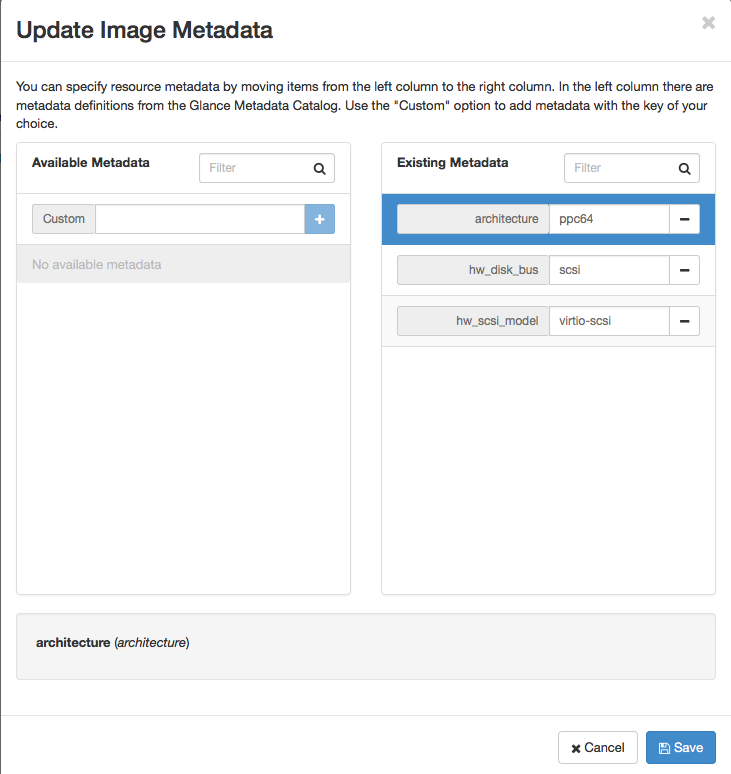 Update Image Metadata
You can specify resource metadata by moving items from the left column to the right column. In the left column there are
metadata definitions from the Glance Metadata Catalog. Use the "Custom" option to add metadata with the key of your
choice.
Available Metadata
Filter
Custom
No available metadata
Existing Metadata
Filter
architecture ppc64
hw_disk_bus scsi
hw_scsi_model virtio-scsi
architecture (architecture)
Cancel
Save